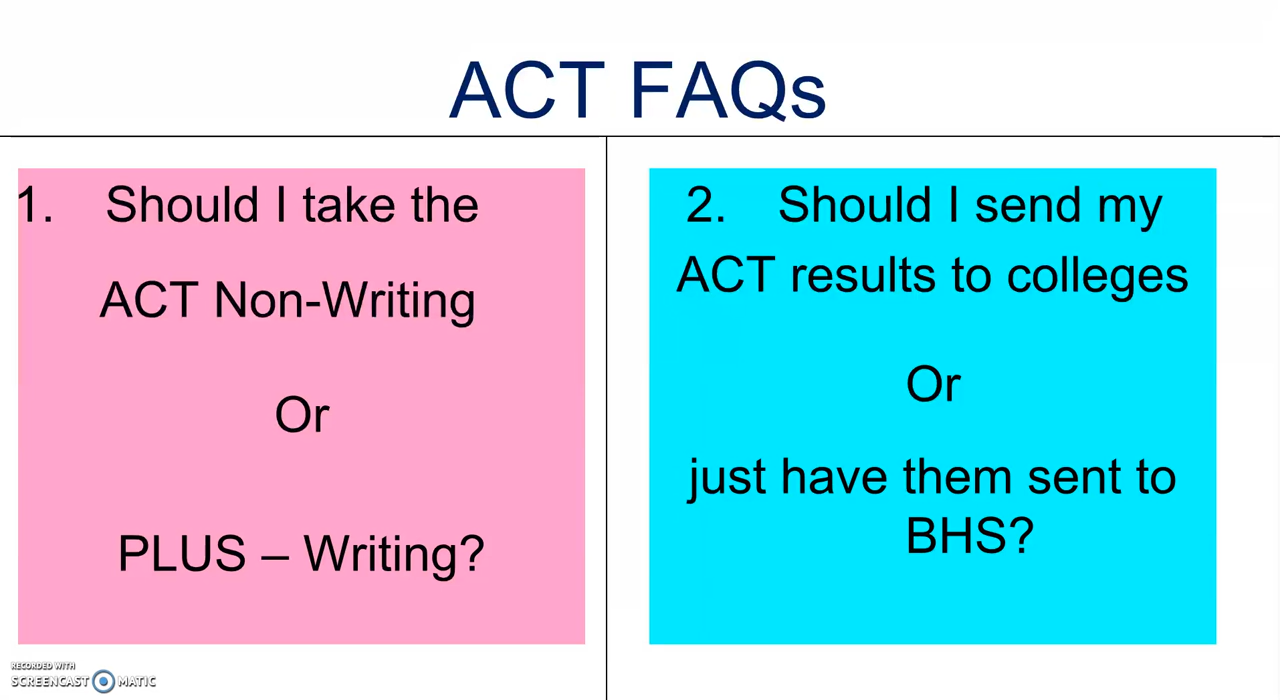 ACT FAQs
1. Should I take the
ACT Non-Writing
Or
PLUS – Writing?
2. Should I send my
ACT results to colleges
Or
just have them sent to
BHS?
RECORDED WITH
SCREENCAST MATIC